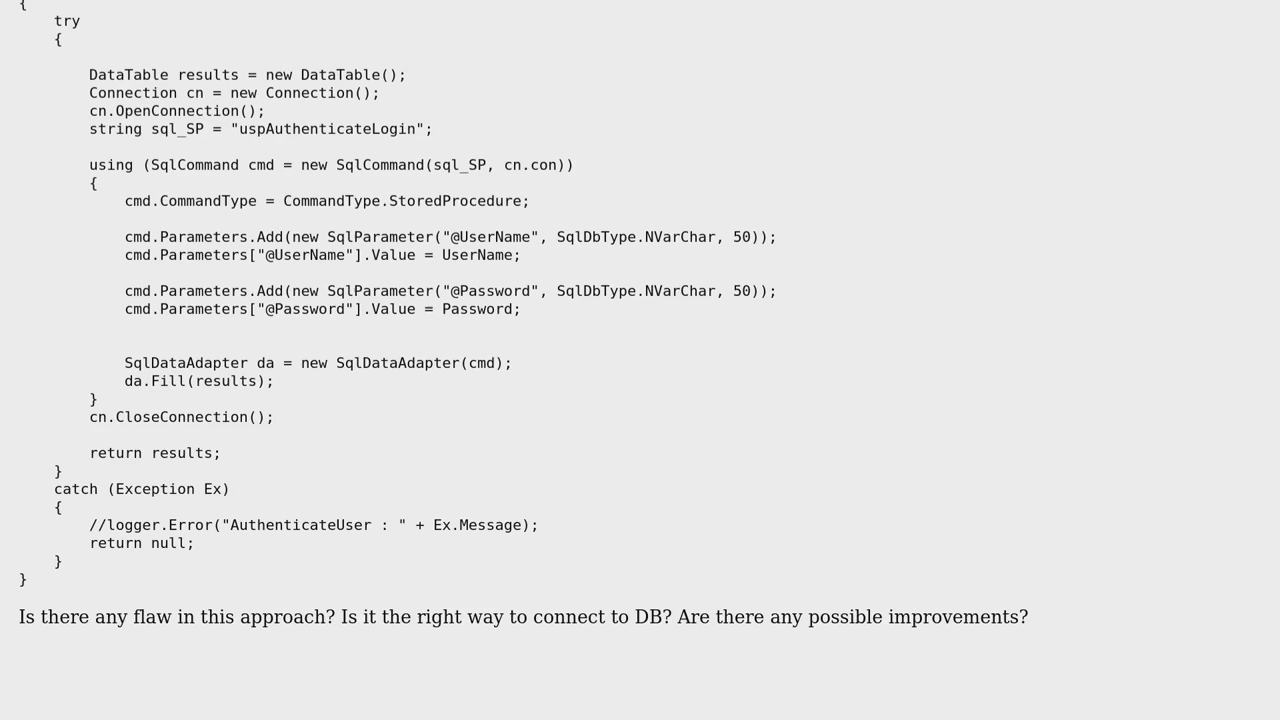 {
    try
    {
        DataTable results = new DataTable();
        Connection cn = new Connection();
        cn.OpenConnection();
        string sql_SP = "uspAuthenticateLogin";
        using (SqlCommand cmd = new SqlCommand(sql_SP, cn.con))
        {
            cmd.CommandType = CommandType.StoredProcedure;
            cmd.Parameters.Add(new SqlParameter("@UserName", SqlDbType.NVarChar, 50));
            cmd.Parameters["@UserName"].Value = UserName;
            cmd.Parameters.Add(new SqlParameter("@Password", SqlDbType.NVarChar, 50));
            cmd.Parameters["@Password"].Value = Password;
            SqlDataAdapter da = new SqlDataAdapter(cmd);
            da.Fill(results);
        }
        cn.CloseConnection();
        return results;
    }
    catch (Exception Ex)
    {
        //logger.Error("AuthenticateUser : " + Ex.Message);
        return null;
    }
}
Is there any flaw in this approach? Is it the right way to connect to DB? Are there any possible improvements?